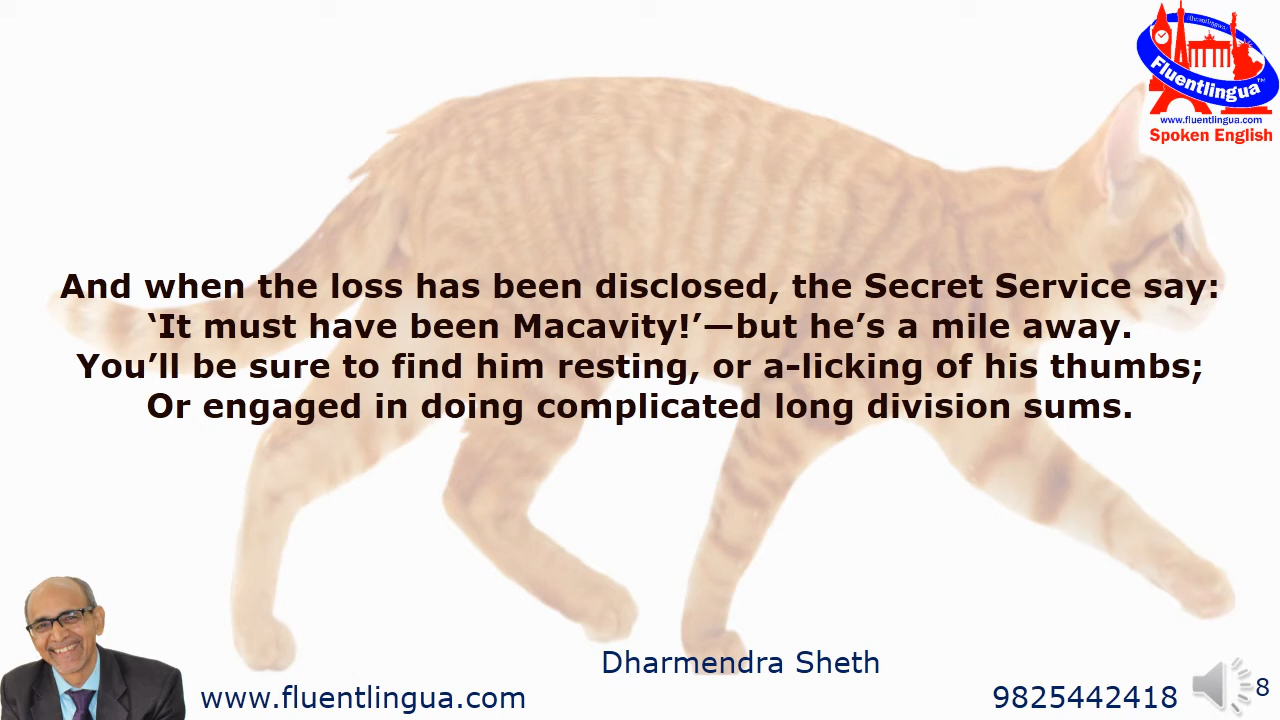 Fluentlingua™
www.fluentlingua.com
Spoken English
And when the loss has been disclosed, the Secret Service say:
‘It must have been Macavity!’—but he’s a mile away.
You’ll be sure to find him resting, or a-licking of his thumbs;
Or engaged in doing complicated long division sums.
Dharmendra Sheth
www.fluentlingua.com
9825442418
8